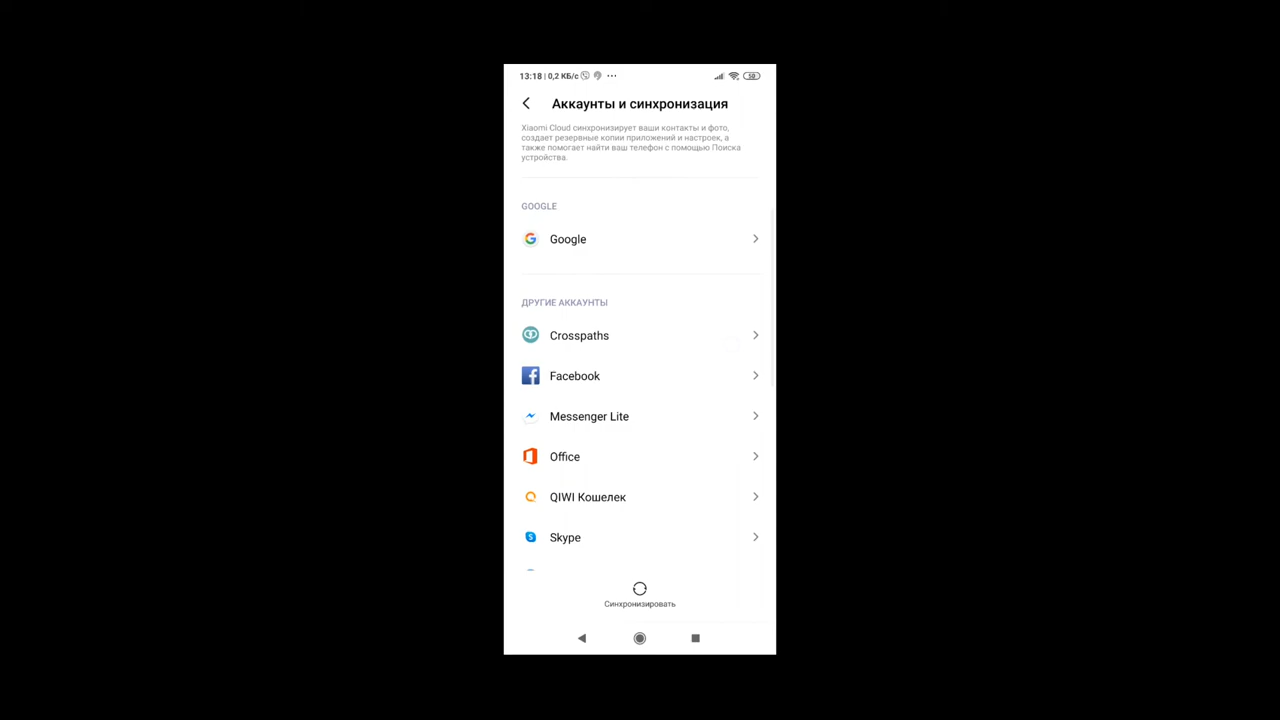 13:18 | 0,2 КБ/с ... 50
Аккаунты и синхронизация
Xiaomi Cloud синхронизирует ваши контакты и фото,
создает резервные копии приложений и настроек, а
также помогает найти ваш телефон с помощью Поиска
устройства.
GOOGLE
Google
ДРУГИЕ АККАУНТЫ
Crosspaths
Facebook
Messenger Lite
Office
QIWI Кошелек
Skype
Синхронизировать